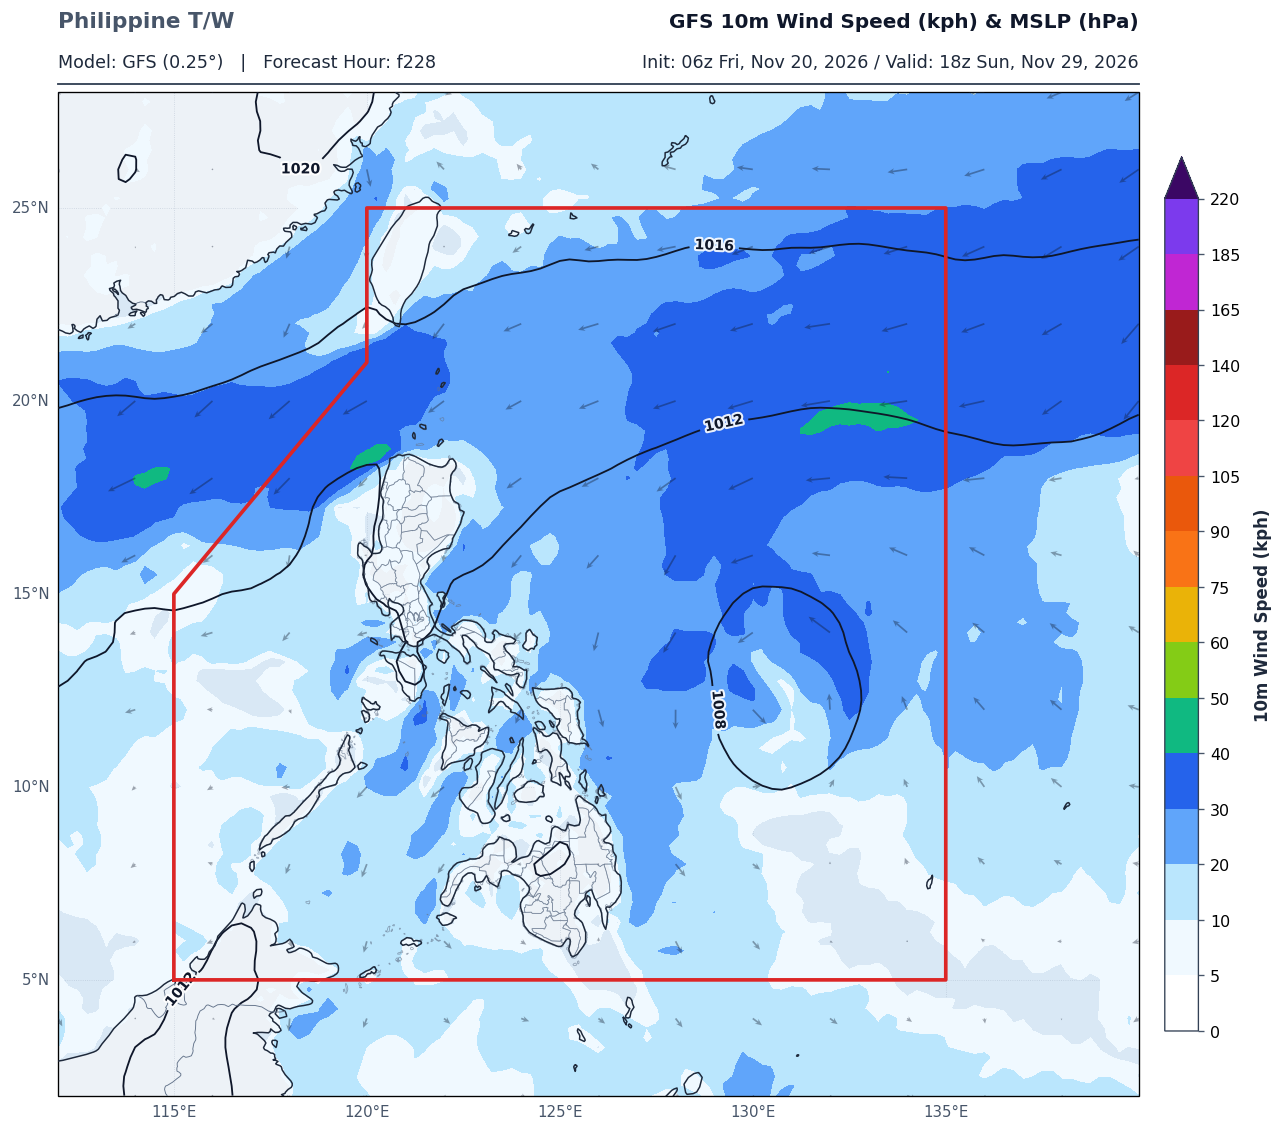 Philippine T/W
GFS 10m Wind Speed (kph) & MSLP (hPa)
Model: GFS (0.25°)   |   Forecast Hour: f228
Init: 06z Fri, Nov 20, 2026 / Valid: 18z Sun, Nov 29, 2026
1020
1016
1012
1008
1012
25°N
20°N
15°N
10°N
5°N
115°E
120°E
125°E
130°E
135°E
220
185
165
140
120
105
90
75
60
50
40
30
20
10
5
0
10m Wind Speed (kph)